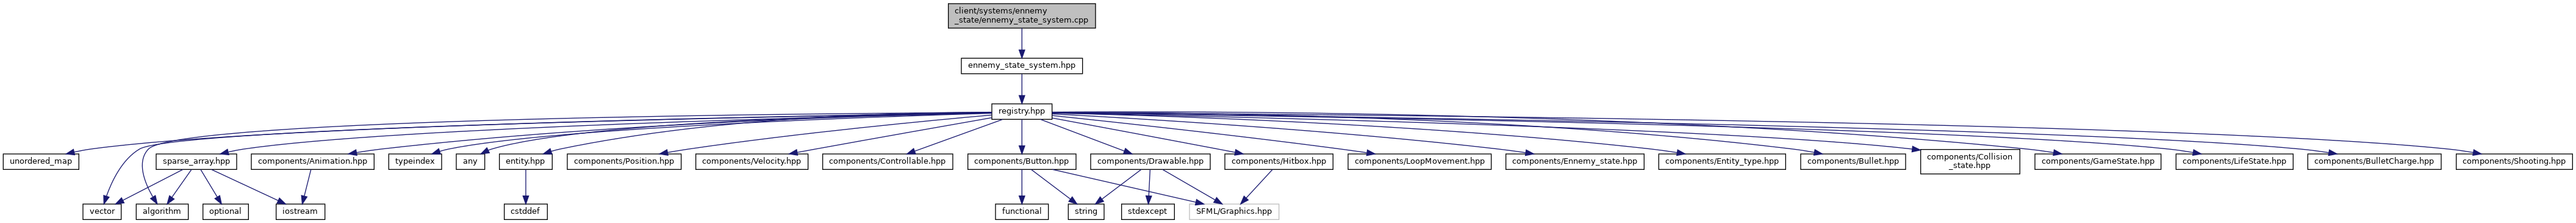 client/systems/ennemy
_state/ennemy_state_system.cpp
ennemy_state_system.hpp
registry.hpp
unordered_map
sparse_array.hpp
components/Animation.hpp
typeindex
any
entity.hpp
components/Position.hpp
components/Velocity.hpp
components/Controllable.hpp
components/Button.hpp
components/Drawable.hpp
components/Hitbox.hpp
components/LoopMovement.hpp
components/Ennemy_state.hpp
components/Entity_type.hpp
components/Bullet.hpp
components/Collision
_state.hpp
components/GameState.hpp
components/LifeState.hpp
components/BulletCharge.hpp
components/Shooting.hpp
vector
algorithm
optional
iostream
cstddef
functional
string
stdexcept
SFML/Graphics.hpp